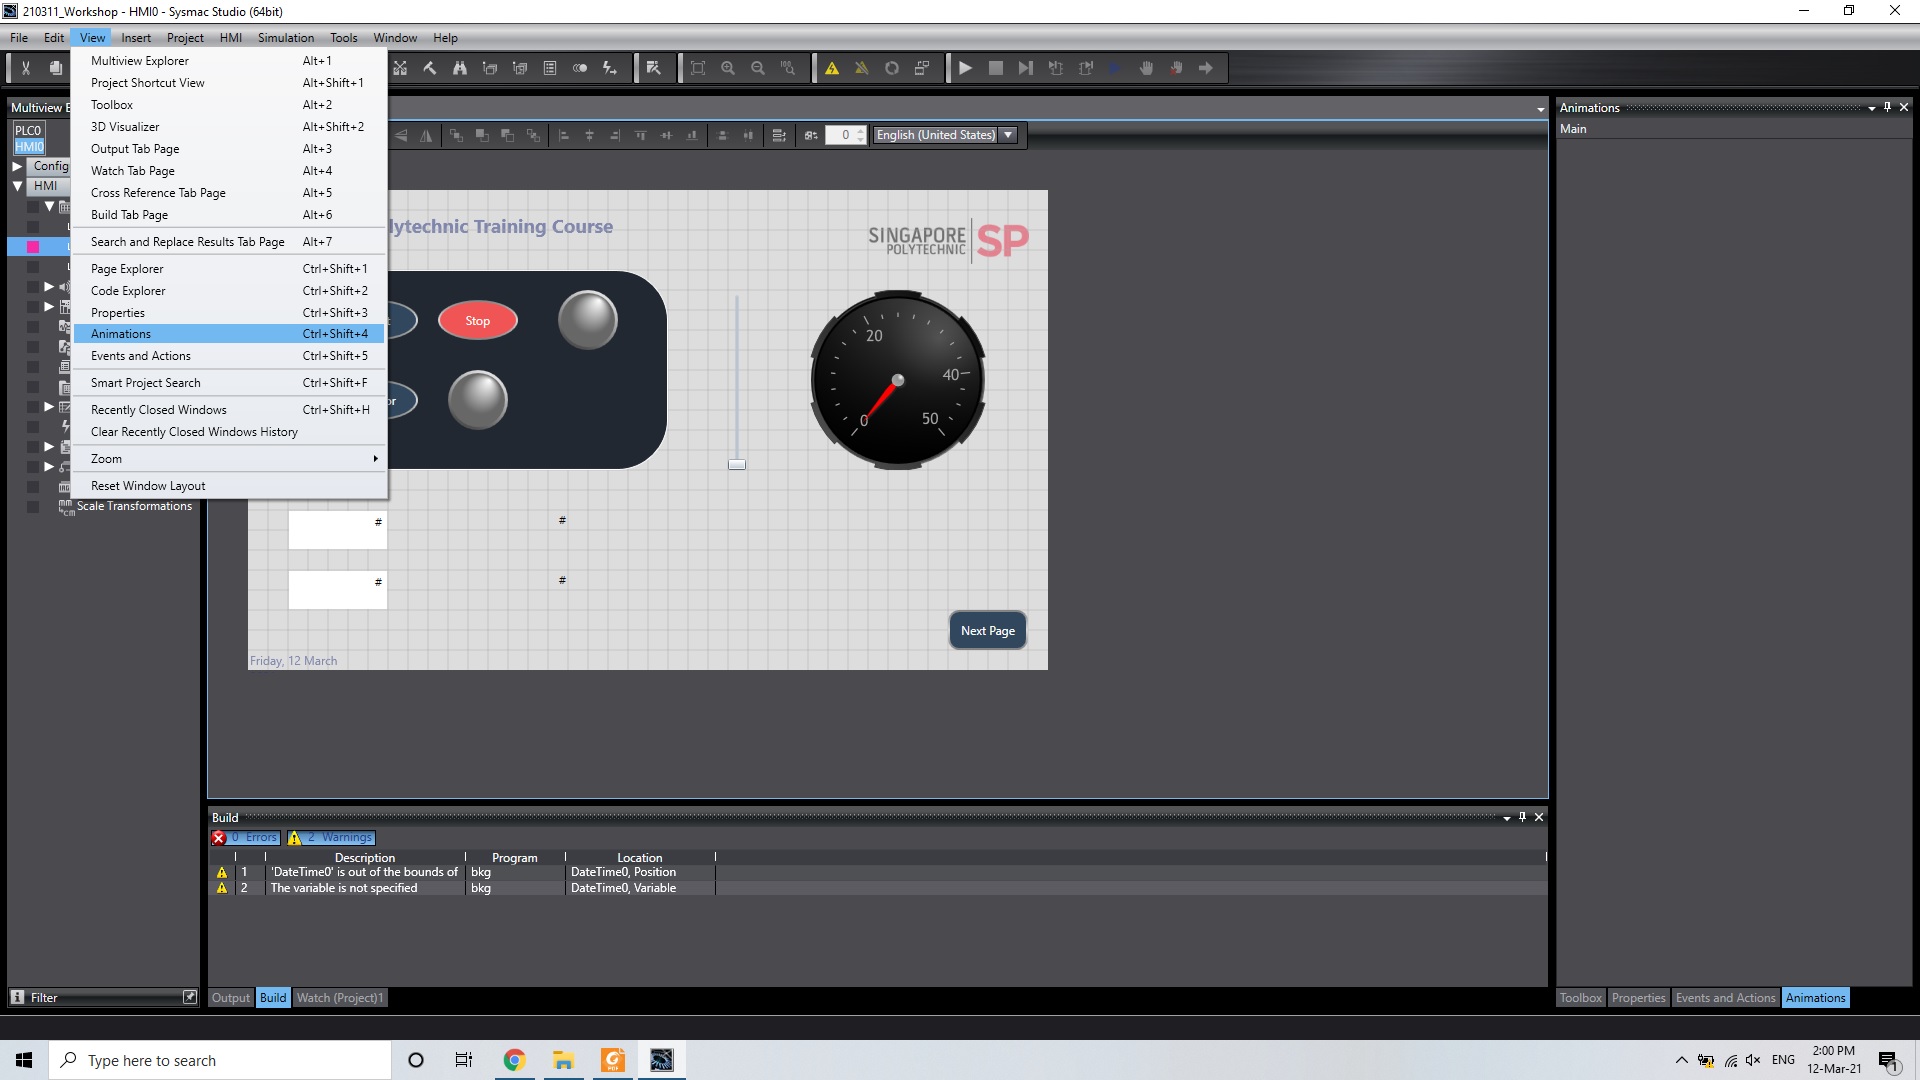 210311_Workshop - HMI0 - Sysmac Studio (64bit)
File Edit View Insert Project HMI Simulation Tools Window Help
Multiview Explorer Alt+1
Project Shortcut View Alt+Shift+1
Toolbox Alt+2
3D Visualizer Alt+Shift+2
Output Tab Page Alt+3
Watch Tab Page Alt+4
Cross Reference Tab Page Alt+5
Build Tab Page Alt+6
Search and Replace Results Tab Page Alt+7
Page Explorer Ctrl+Shift+1
Code Explorer Ctrl+Shift+2
Properties Ctrl+Shift+3
Animations Ctrl+Shift+4
Events and Actions Ctrl+Shift+5
Smart Project Search Ctrl+Shift+F
Recently Closed Windows Ctrl+Shift+H
Clear Recently Closed Windows History
Zoom
Reset Window Layout
Multiview E
PLC0
HMI0
Config
HMI
Scale Transformations
Filter
0 English (United States)
lytechnic Training Course
SINGAPORE
POLYTECHNIC
SP
Stop
or
0 20 40 50
#
#
#
#
Next Page
Friday, 12 March
Build
0 Errors 2 Warnings
Description Program Location
1 'DateTime0' is out of the bounds of bkg DateTime0, Position
2 The variable is not specified bkg DateTime0, Variable
Output Build Watch (Project)1
Animations
Main
Toolbox Properties Events and Actions Animations
Type here to search
ENG
2:00 PM
12-Mar-21
1